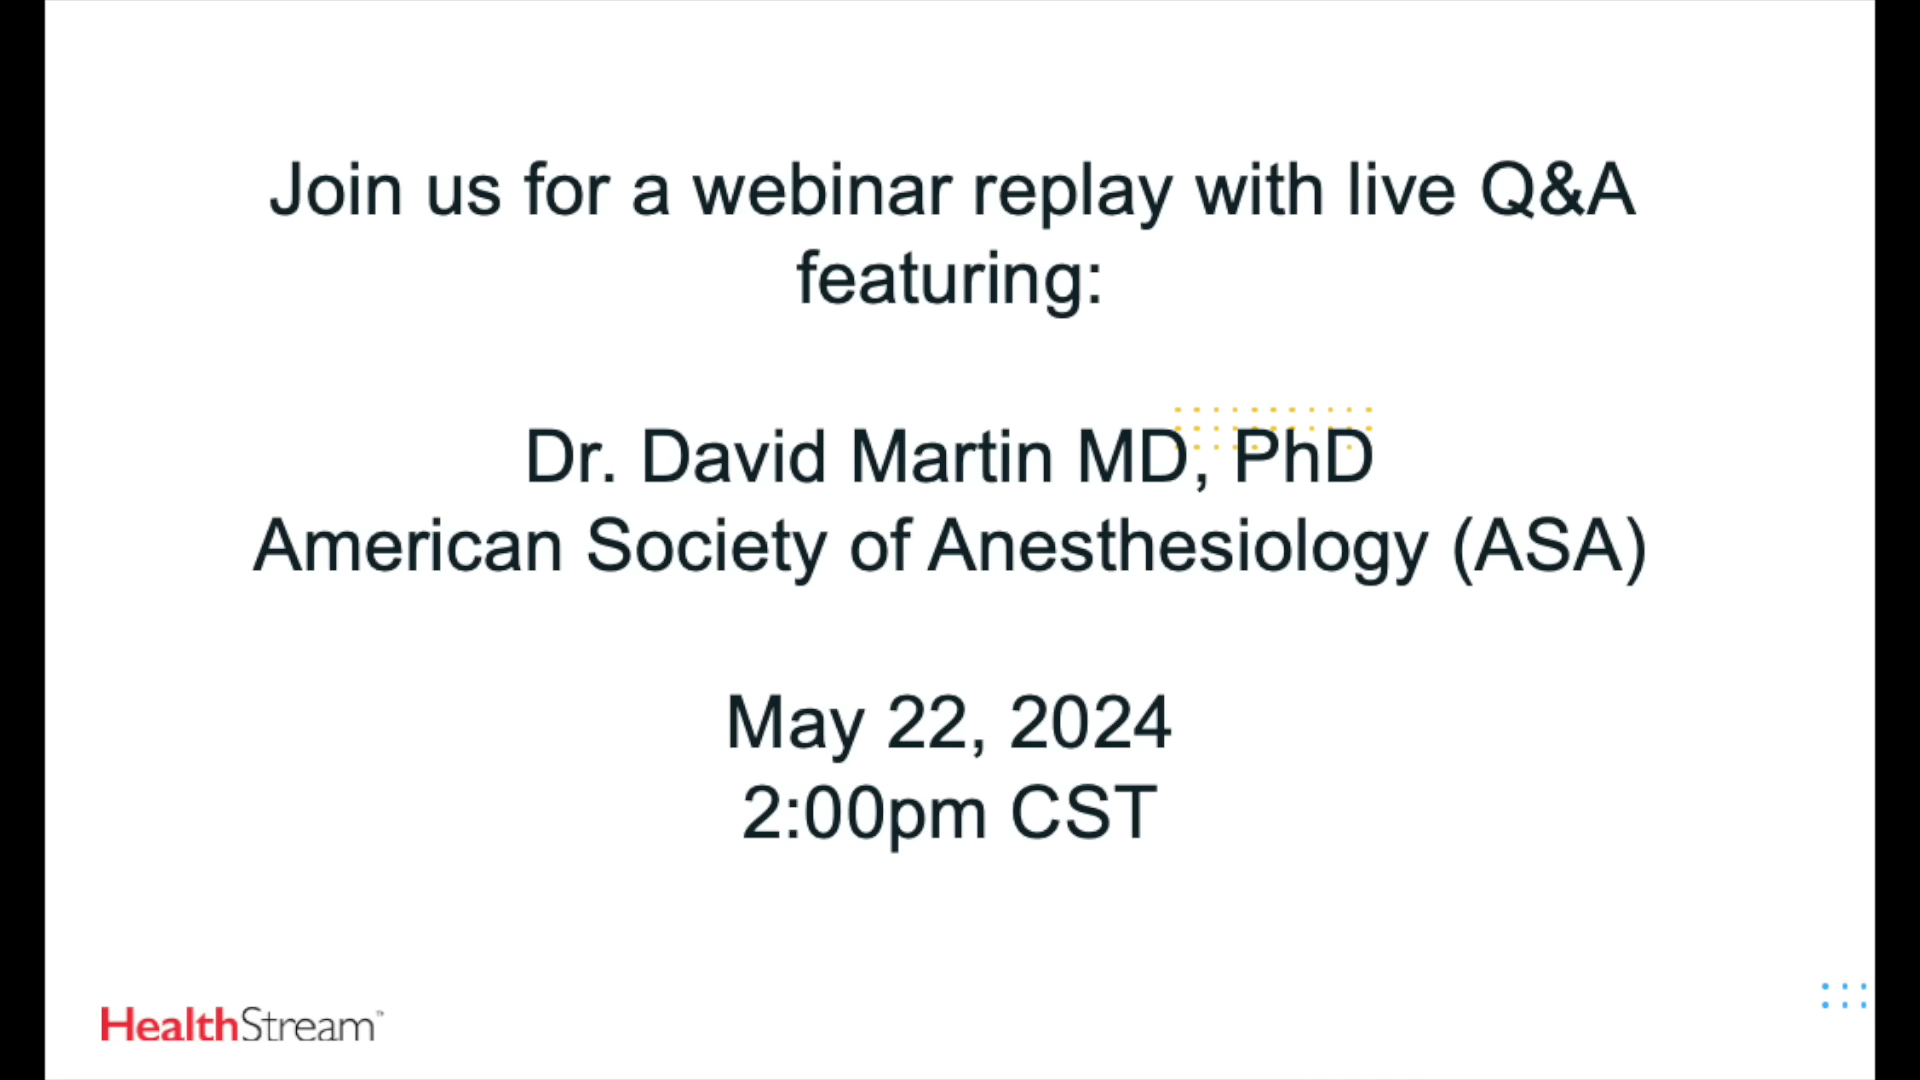 Join us for a webinar replay with live Q&A
featuring:
Dr. David Martin MD, PhD
American Society of Anesthesiology (ASA)
May 22, 2024
2:00pm CST
HealthStream™